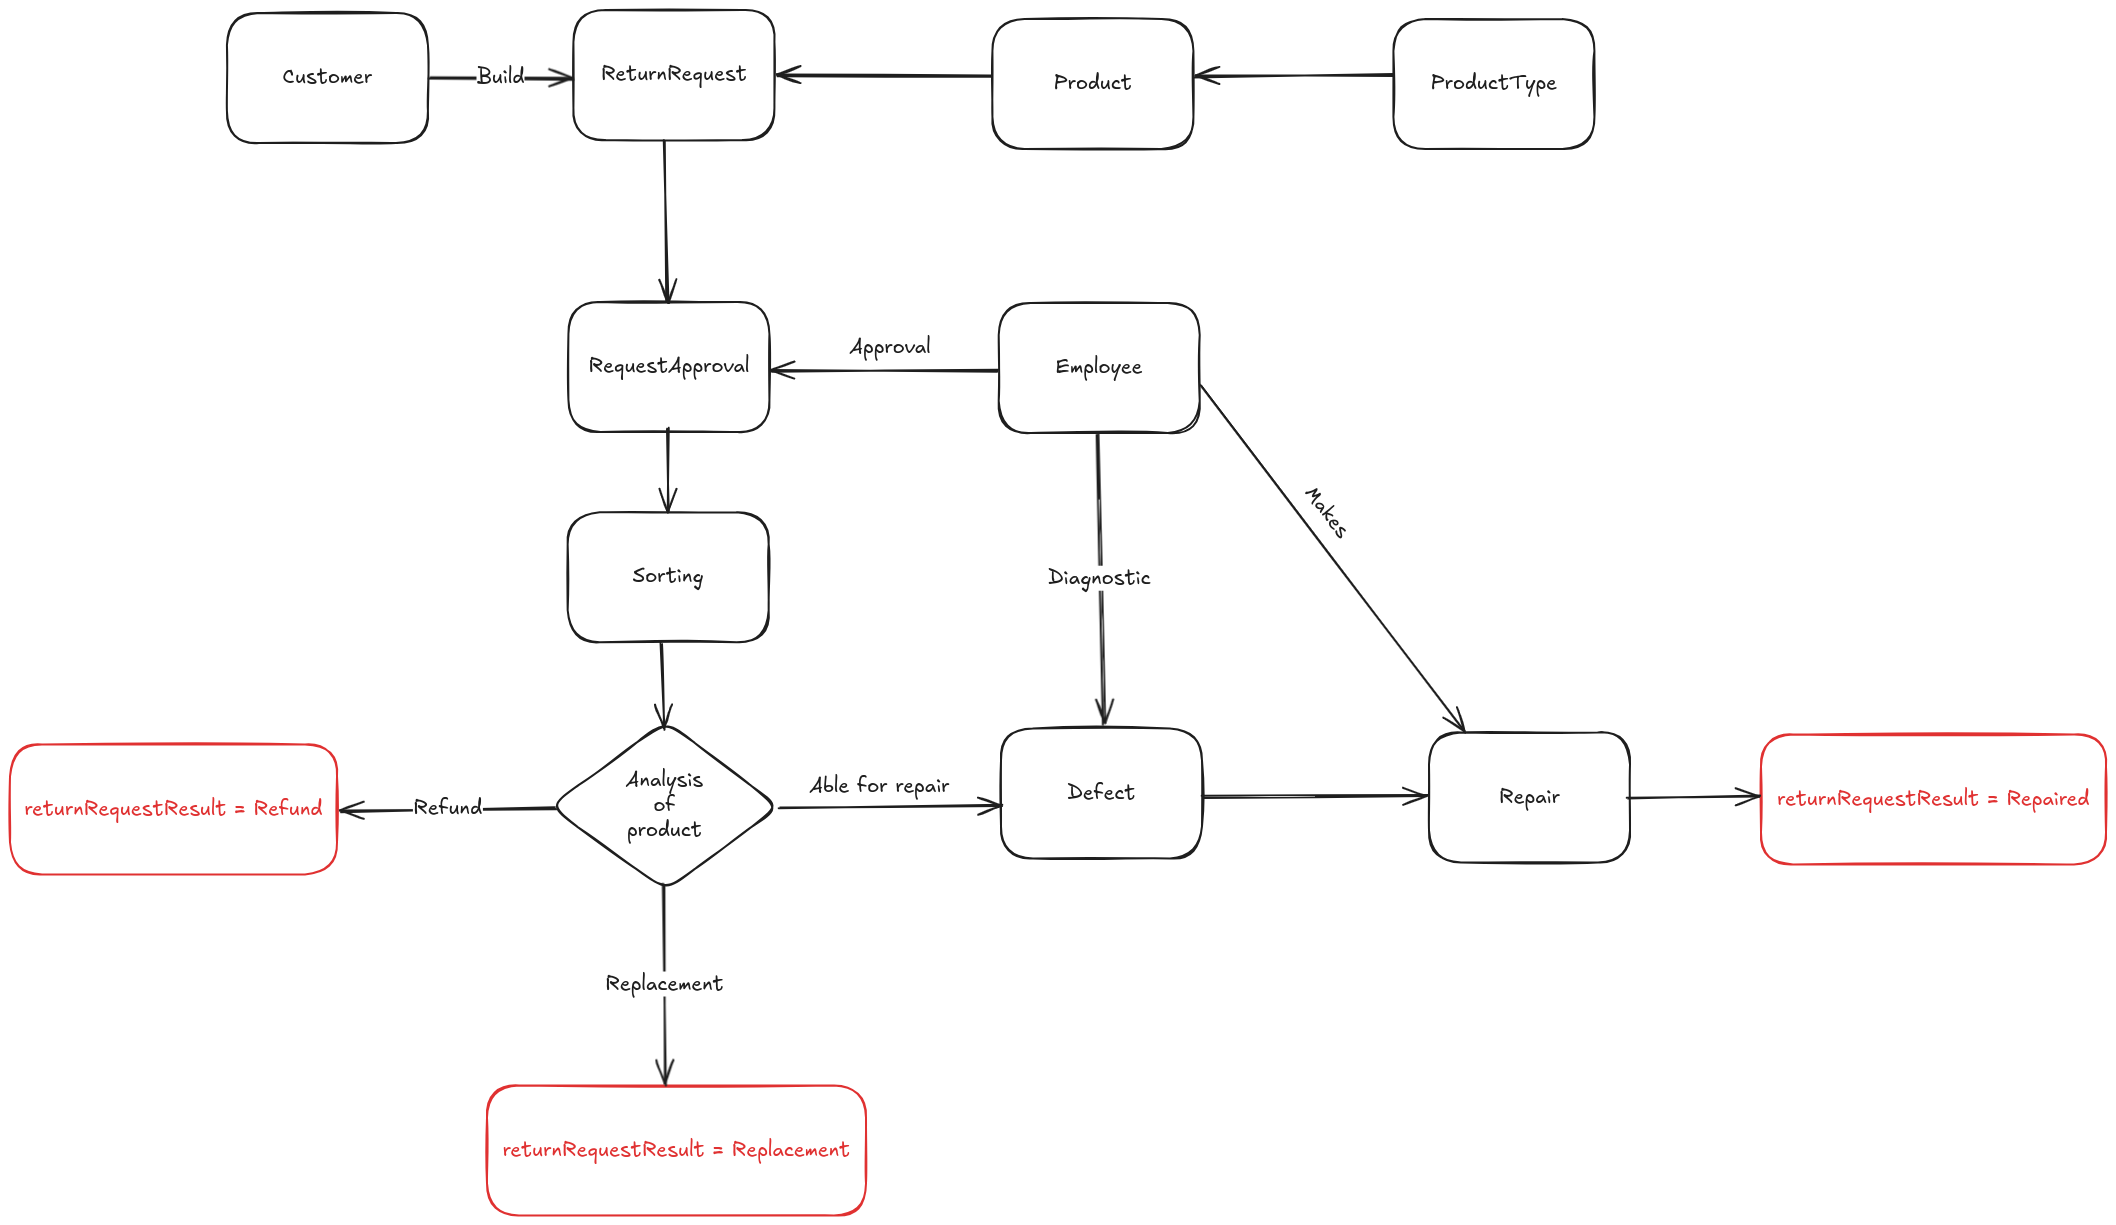 Customer
Build
ReturnRequest
Product
ProductType
RequestApproval
Approval
Employee
Makes
Sorting
Diagnostic
returnRequestResult = Refund
Refund
Analysis
of
product
Able for repair
Defect
Repair
returnRequestResult = Repaired
Replacement
returnRequestResult = Replacement